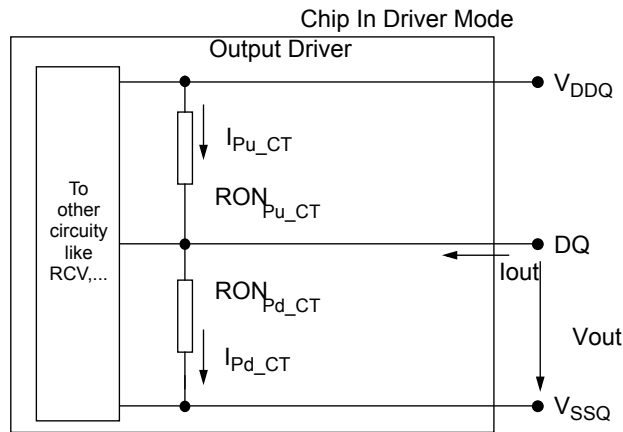 Chip In Driver Mode
Output Driver
VDDQ
IPu_CT
To
other
circuity
like
RCV,...
RONPu_CT
DQ
Iout
RONPd_CT
Vout
IPd_CT
VSSQ